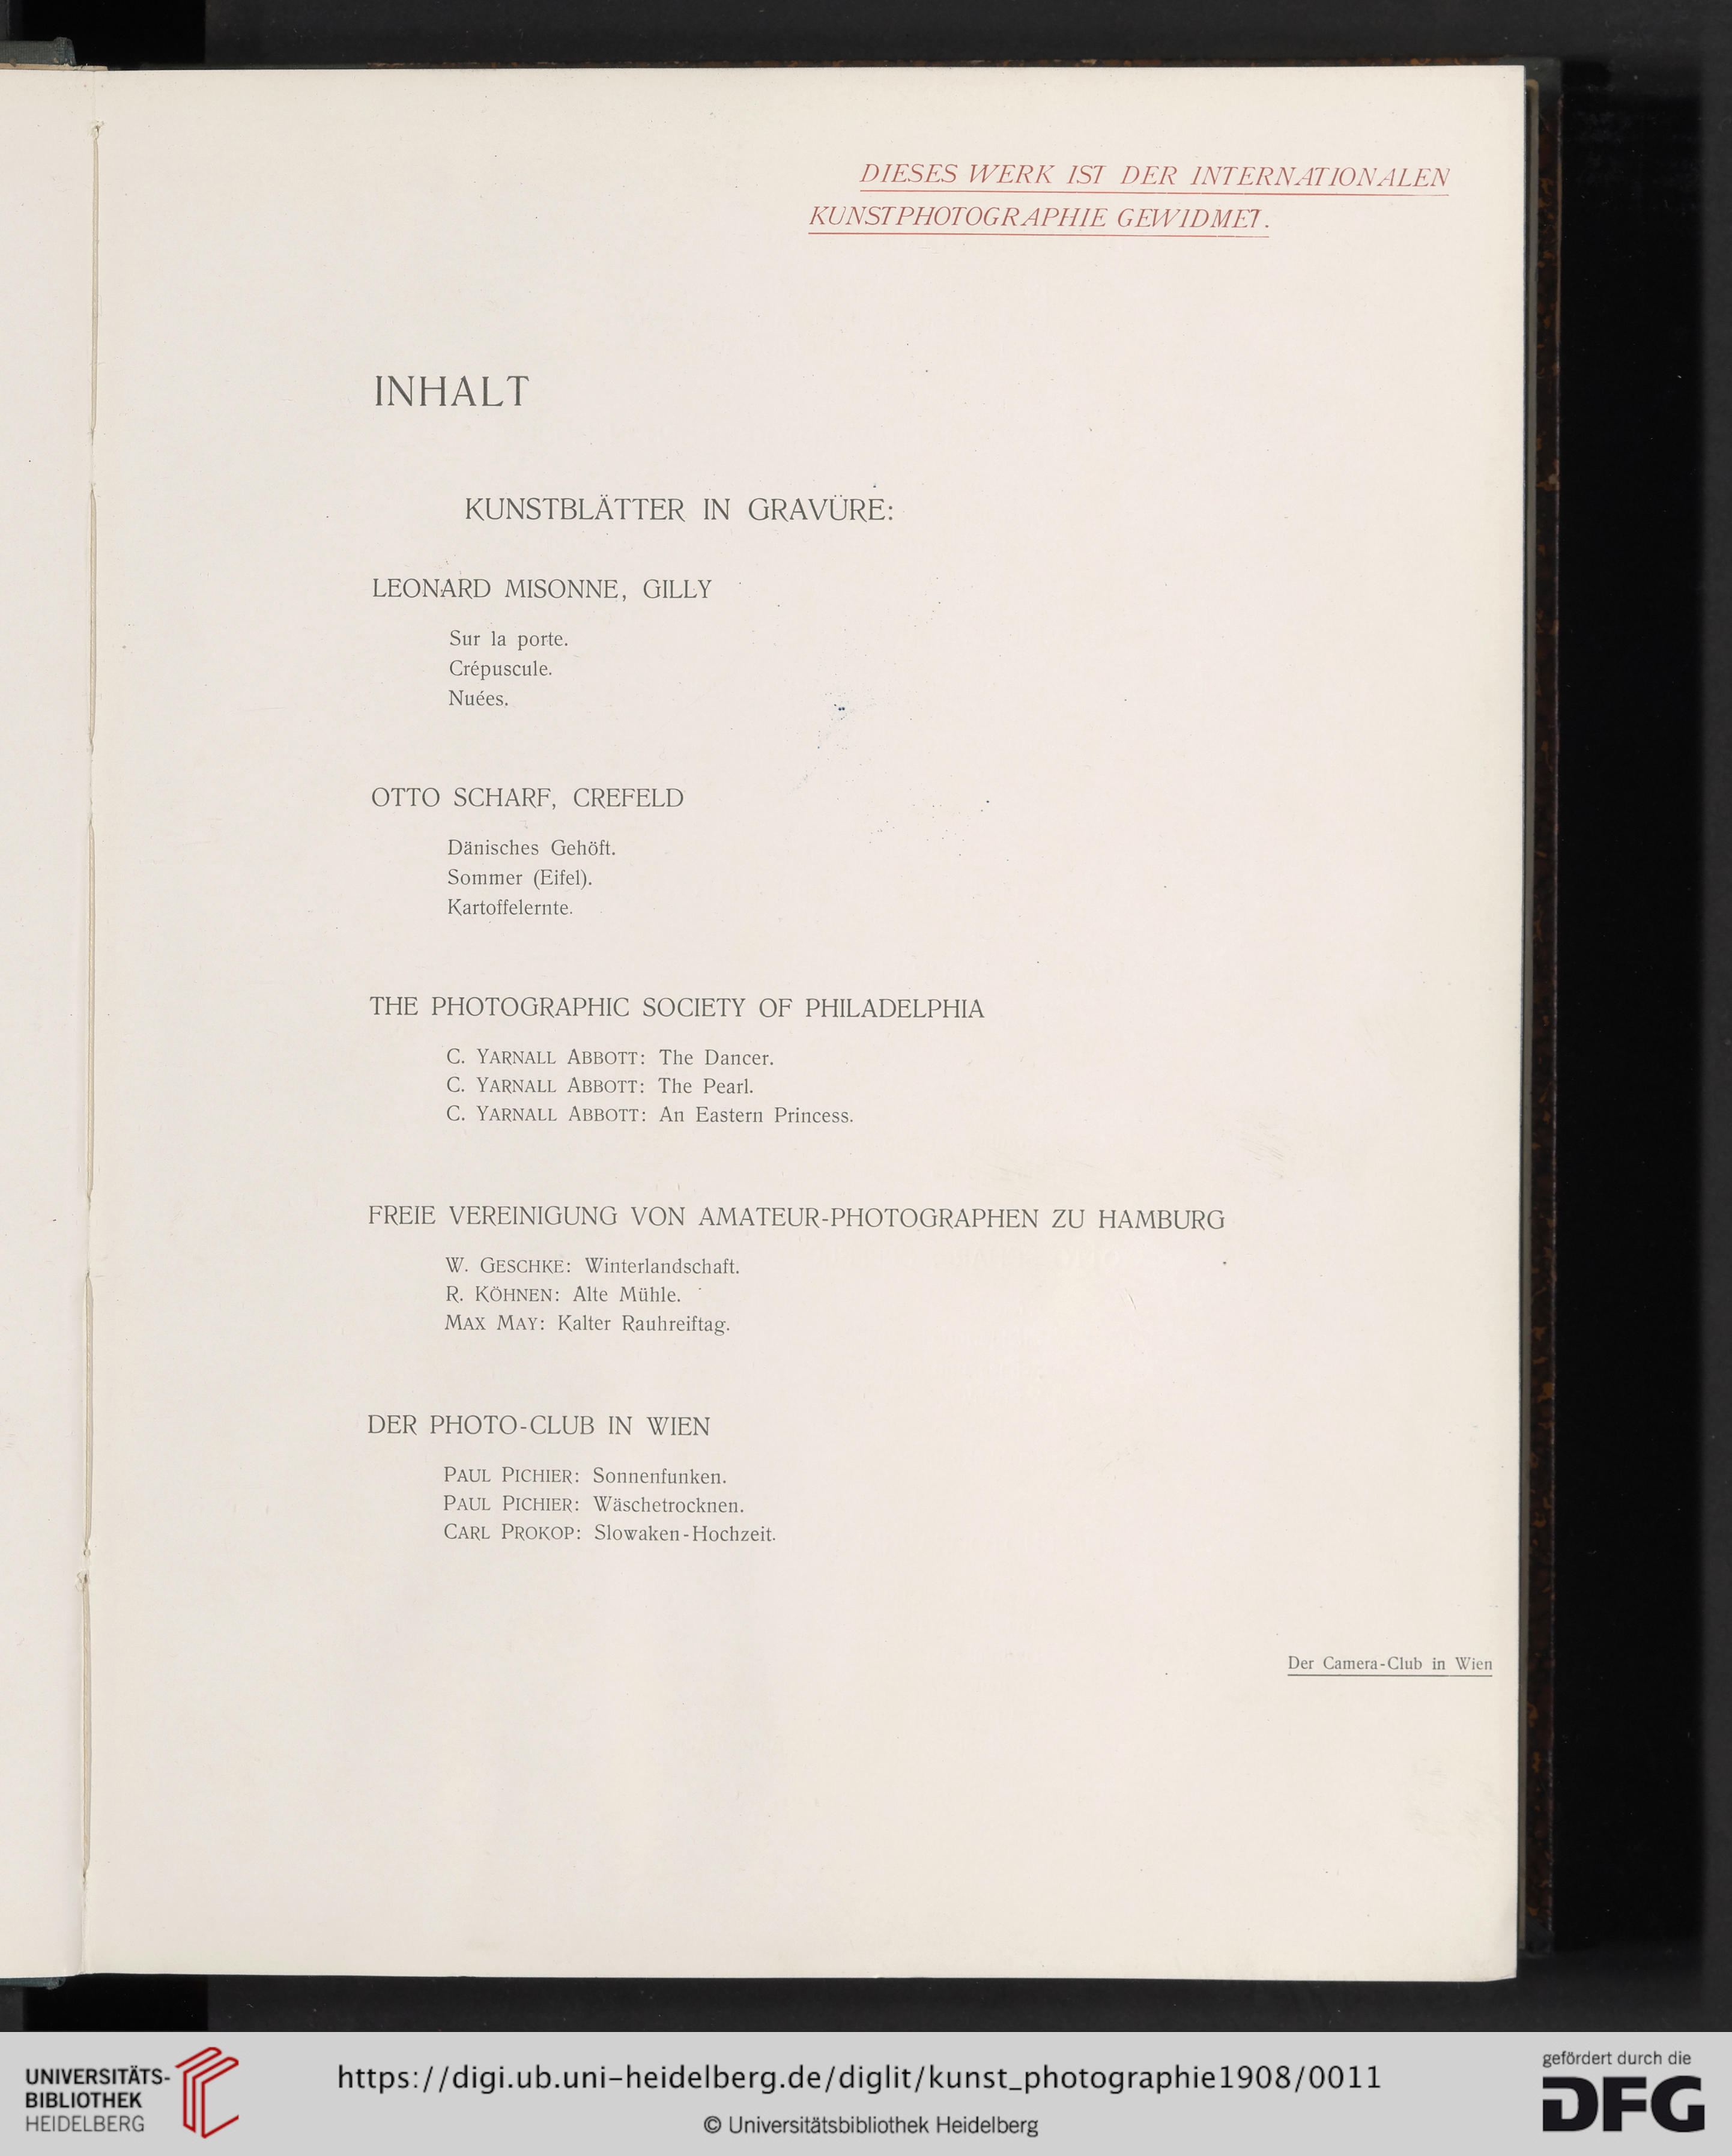 DIESES WERK IST DER INTERNATIONALEN
KUNSTPHOTOGRAPHIE GEWIDMET.
INHALT
KUNSTBLÄTTER IN GRAVÜRE:
LEONARD MISONNE, GILLY
Sur la porte.
Crépuscule.
Nuées.
OTTO SCHARF, CREFELD
Dänisches Gehöft.
Sommer (Eifel).
Kartoffelernte.
THE PHOTOGRAPHIC SOCIETY OF PHILADELPHIA
C. YARNALL ABBOTT: The Dancer.
C. YARNALL ABBOTT: The Pearl.
C. YARNALL ABBOTT: An Eastern Princess.
FREIE VEREINIGUNG VON AMATEUR-PHOTOGRAPHEN ZU HAMBURG
W. GESCHKE: Winterlandschaft.
R. KÖHNEN: Alte Mühle.
MAX MAY: Kalter Rauhreiftag.
DER PHOTO-CLUB IN WIEN
PAUL PICHIER: Sonnenfunken.
PAUL PICHIER: Wäschetrocknen.
CARL PROKOP: Slowaken-Hochzeit.
Der Camera-Club in Wien
UNIVERSITÄTS-
BIBLIOTHEK
HEIDELBERG
https://digi.ub.uni-heidelberg.de/diglit/kunst_photographie1908/0011
© Universitätsbibliothek Heidelberg
gefördert durch die
DFG